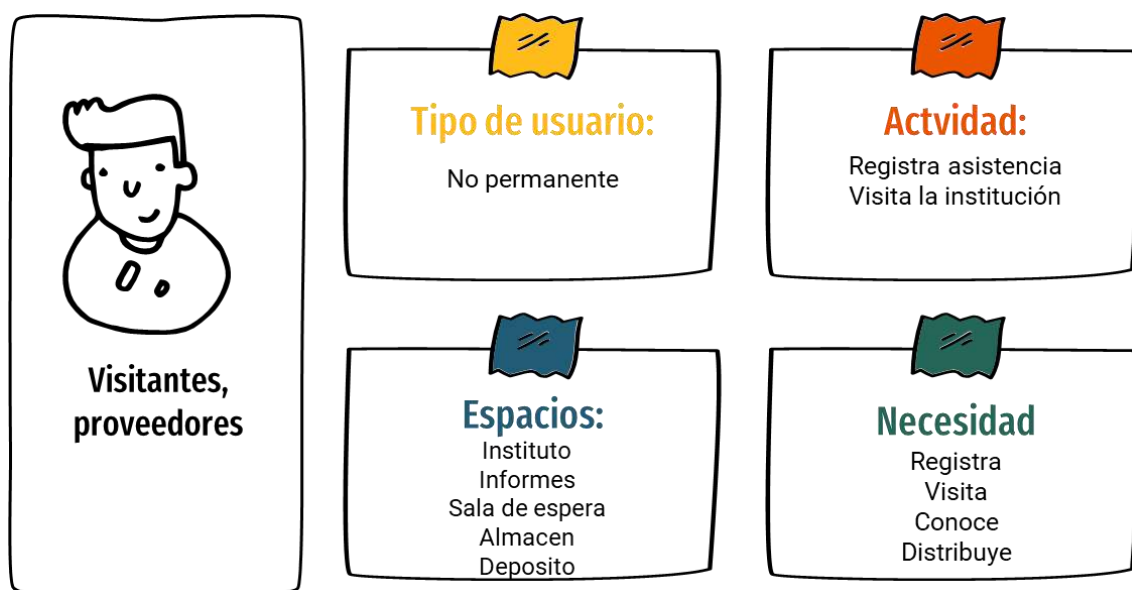 Visitantes,
proveedores
Tipo de usuario:
No permanente
Actvidad:
Registra asistencia
Visita la institución
Espacios:
Instituto
Informes
Sala de espera
Almacen
Deposito
Necesidad
Registra
Visita
Conoce
Distribuye